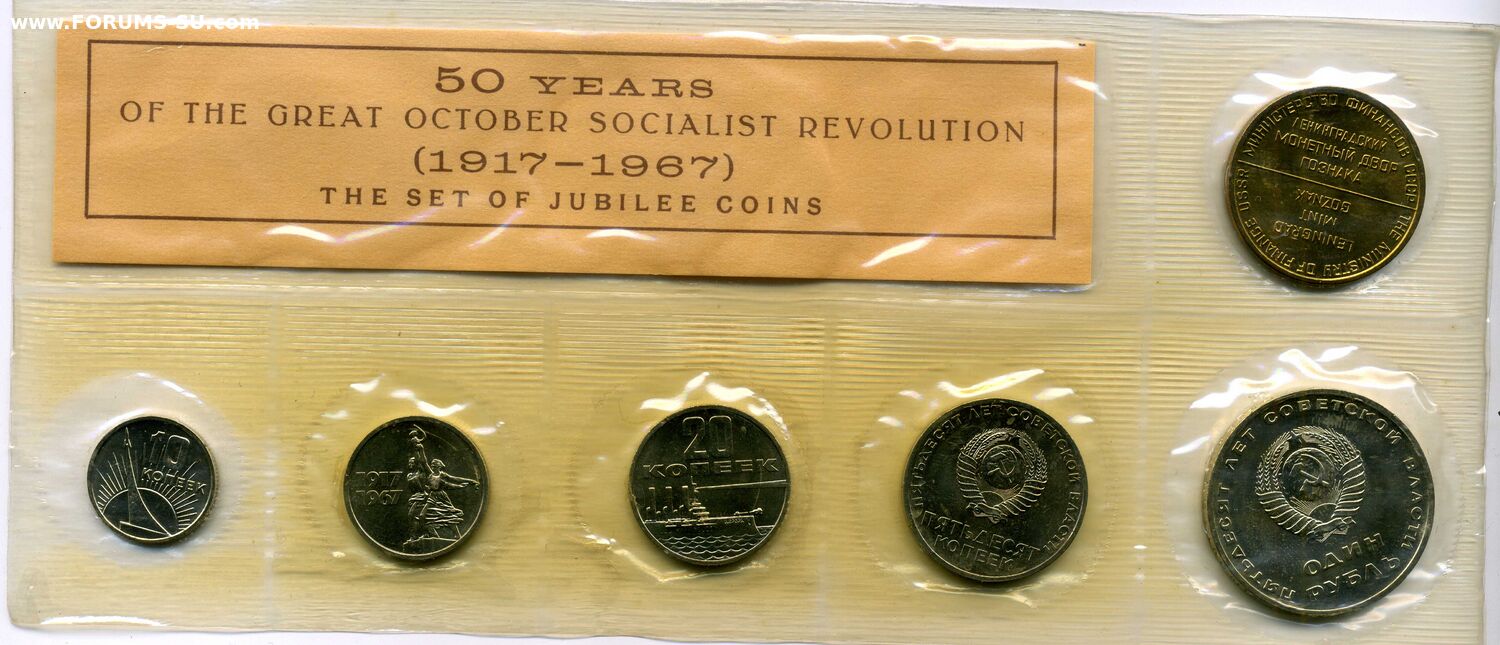 www.FORUMS-SU.com
50 YEARS
OF THE GREAT OCTOBER SOCIALIST REVOLUTION
(1917–1967)
THE SET OF JUBILEE COINS
МИНИСТЕРСТВО ФИНАНСОВ СССР
ЛЕНИНГРАДСКИЙ
МОНЕТНЫЙ ДВОР
ГОЗНАКА
THE MINISTRY OF FINANCE USSR
LENINGRAD
MINT
GOZNAK
10
КОПЕЕК
1917
1967
20
КОПЕЕК
ПЯТЬДЕСЯТ ЛЕТ СОВЕТСКОЙ ВЛАСТИ
ПЯТЬДЕСЯТ
КОПЕЕК
ПЯТЬДЕСЯТ ЛЕТ СОВЕТСКОЙ ВЛАСТИ
ОДИН
РУБЛЬ